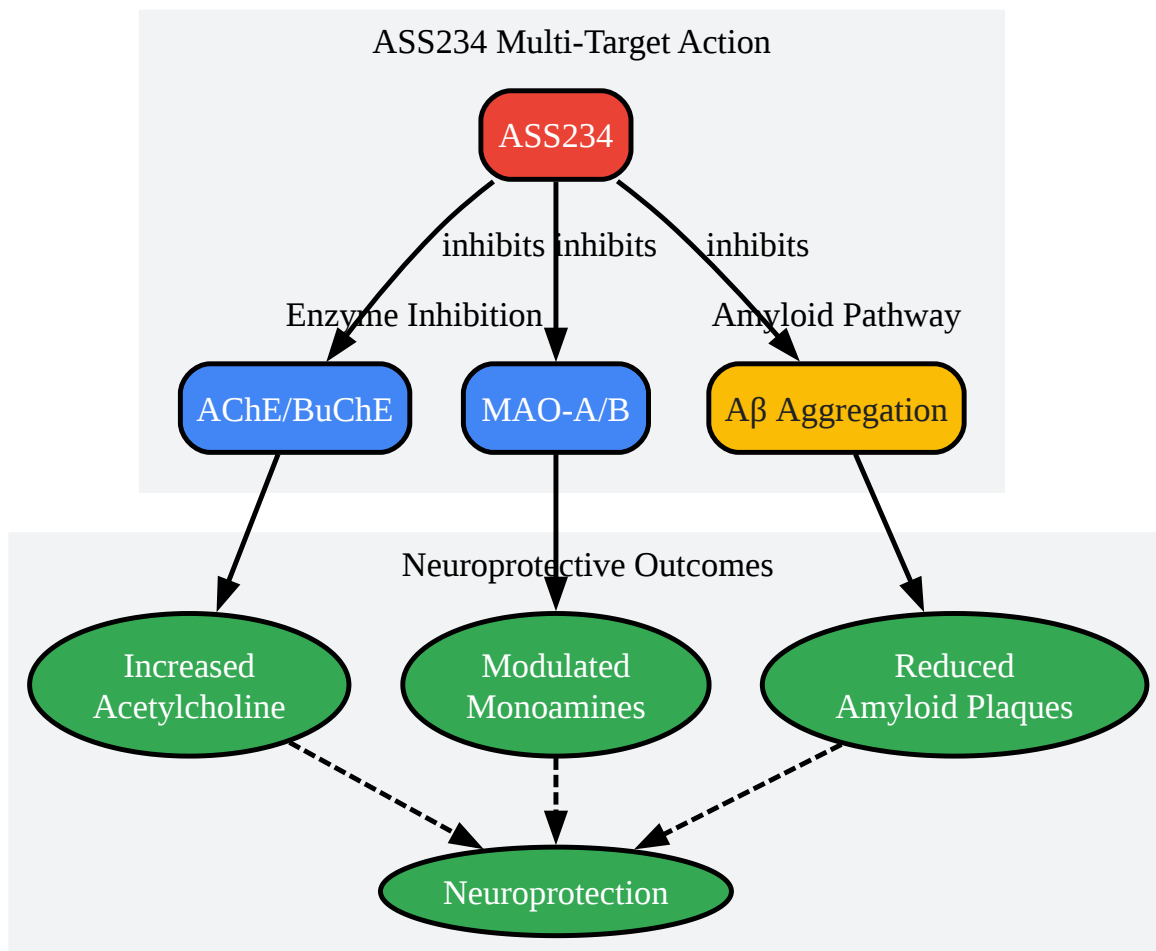 ASS234 Multi-Target Action
ASS234
inhibits
inhibits
inhibits
Enzyme Inhibition
Amyloid Pathway
AChE/BuChE
MAO-A/B
Aβ Aggregation
Neuroprotective Outcomes
Increased
Acetylcholine
Modulated
Monoamines
Reduced
Amyloid Plaques
Neuroprotection